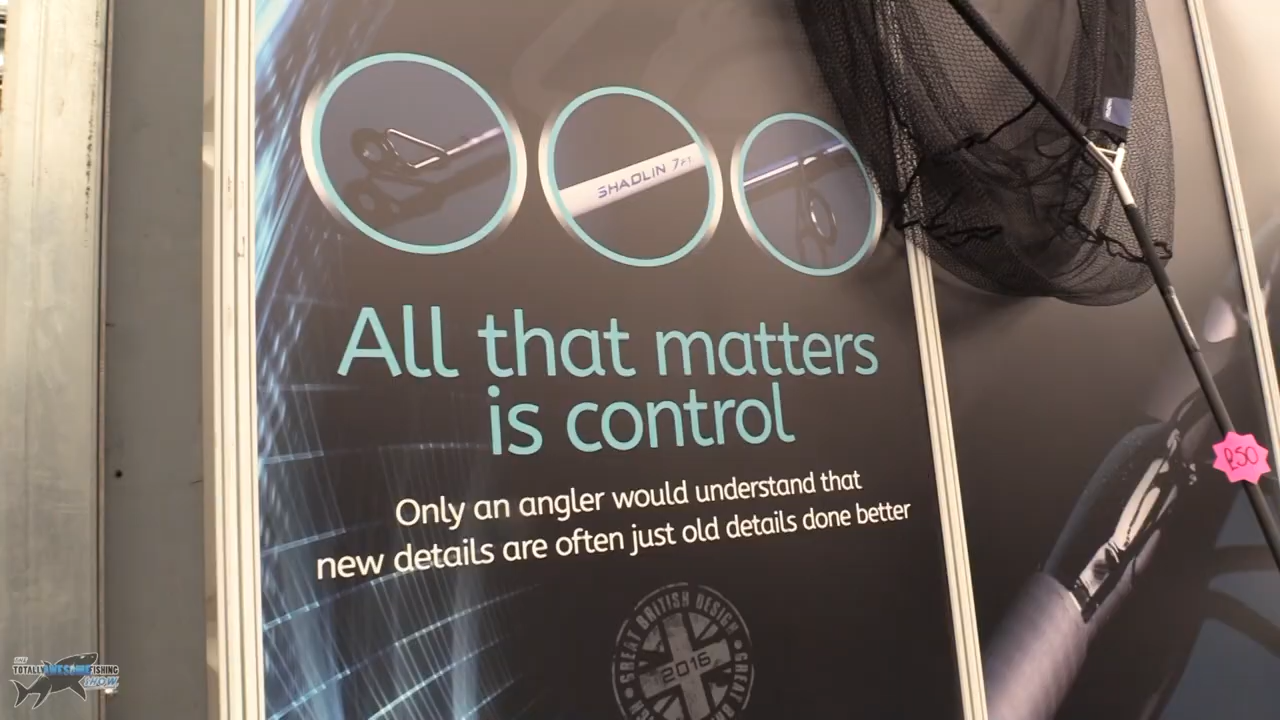 SHADLIN 7FT
All that matters
is control
Only an angler would understand that
new details are often just old details done better
GREAT BRITISH DESIGN
2016
£50
THE
TOTALLY AWESOME FISHING
SHOW